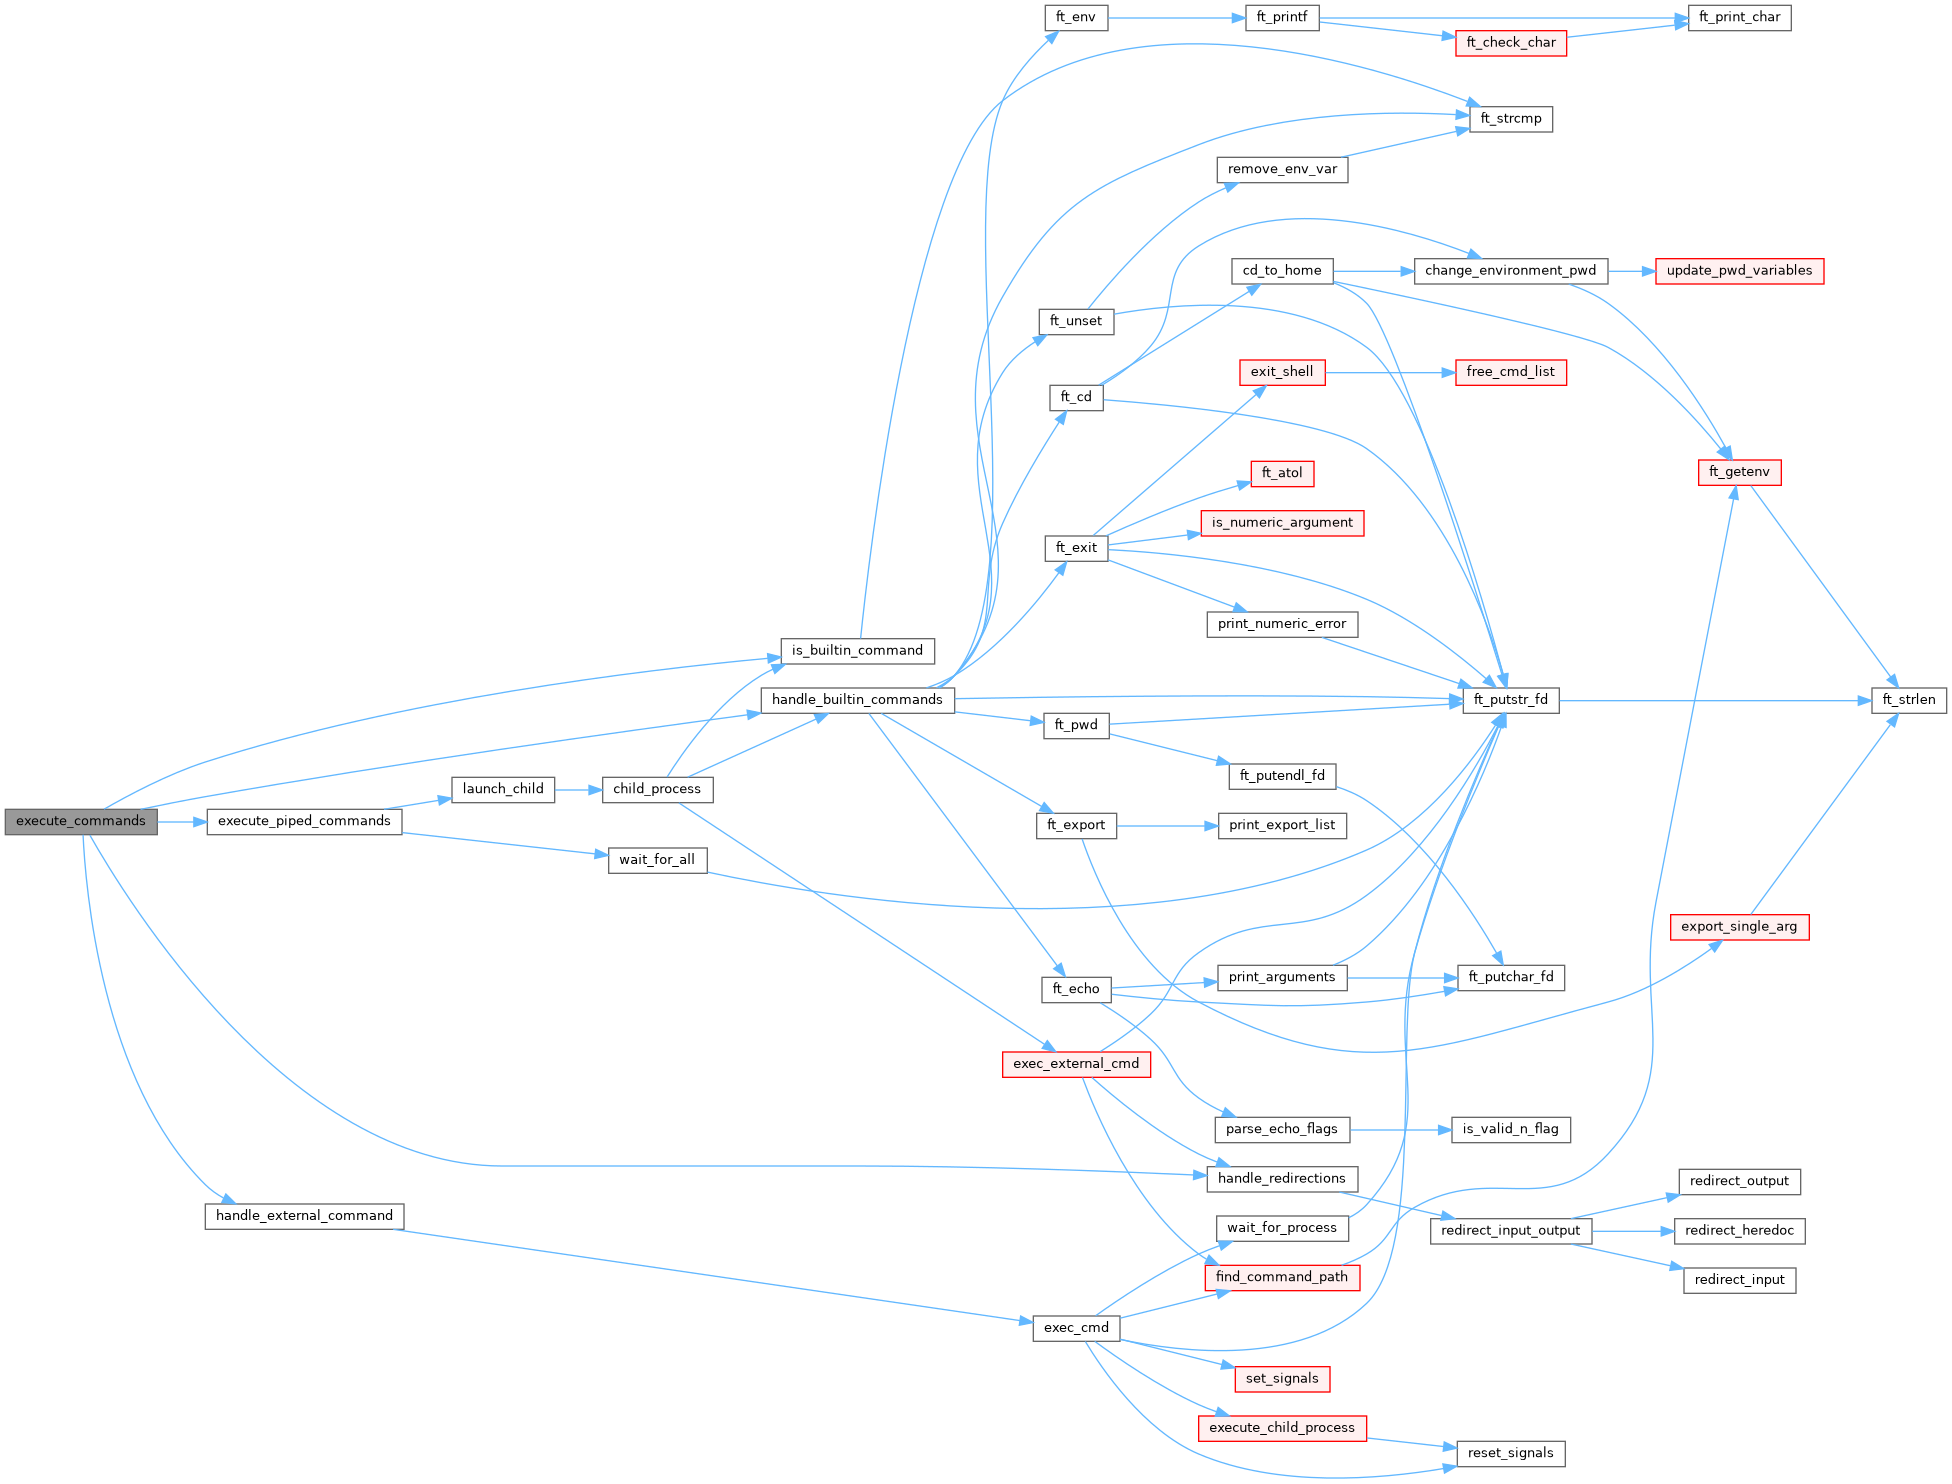 ft_env
ft_printf
ft_print_char
ft_check_char
ft_strcmp
remove_env_var
cd_to_home
change_environment_pwd
update_pwd_variables
ft_unset
exit_shell
free_cmd_list
ft_cd
ft_atol
ft_getenv
is_numeric_argument
ft_exit
print_numeric_error
is_builtin_command
handle_builtin_commands
ft_putstr_fd
ft_strlen
ft_pwd
ft_putendl_fd
launch_child
child_process
execute_commands
execute_piped_commands
ft_export
print_export_list
wait_for_all
export_single_arg
print_arguments
ft_putchar_fd
ft_echo
exec_external_cmd
parse_echo_flags
is_valid_n_flag
handle_redirections
redirect_output
handle_external_command
wait_for_process
redirect_input_output
redirect_heredoc
find_command_path
redirect_input
exec_cmd
set_signals
execute_child_process
reset_signals